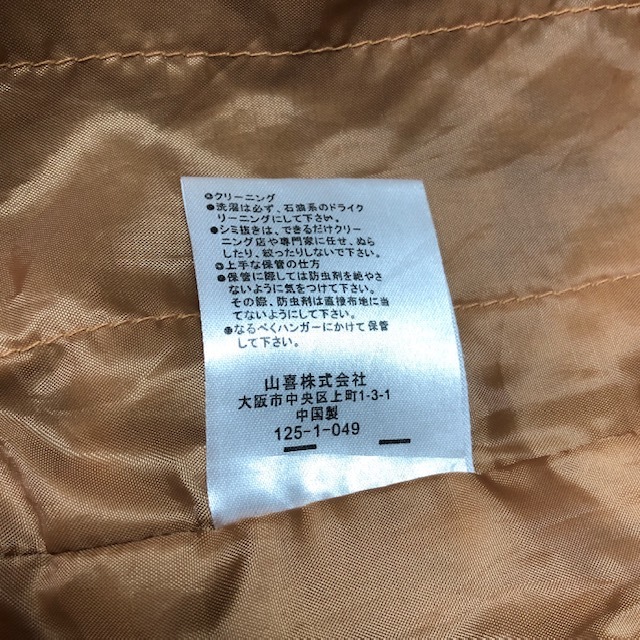 ◎クリーニング
●洗濯は必ず、石油系のドライク
リーニングにして下さい。
●シミ抜きは、できるだけクリー
ニング店や専門家に任せ、ぬら
したり、絞ったりしないで下さい。
◎上手な保管の仕方
●保管に際しては防虫剤を絶やさ
ないように気をつけて下さい。
その際、防虫剤は直接布地に当
てないようにして下さい。
●なるべくハンガーにかけて保管
して下さい。
山喜株式会社
大阪市中央区上町1-3-1
中国製
125-1-049